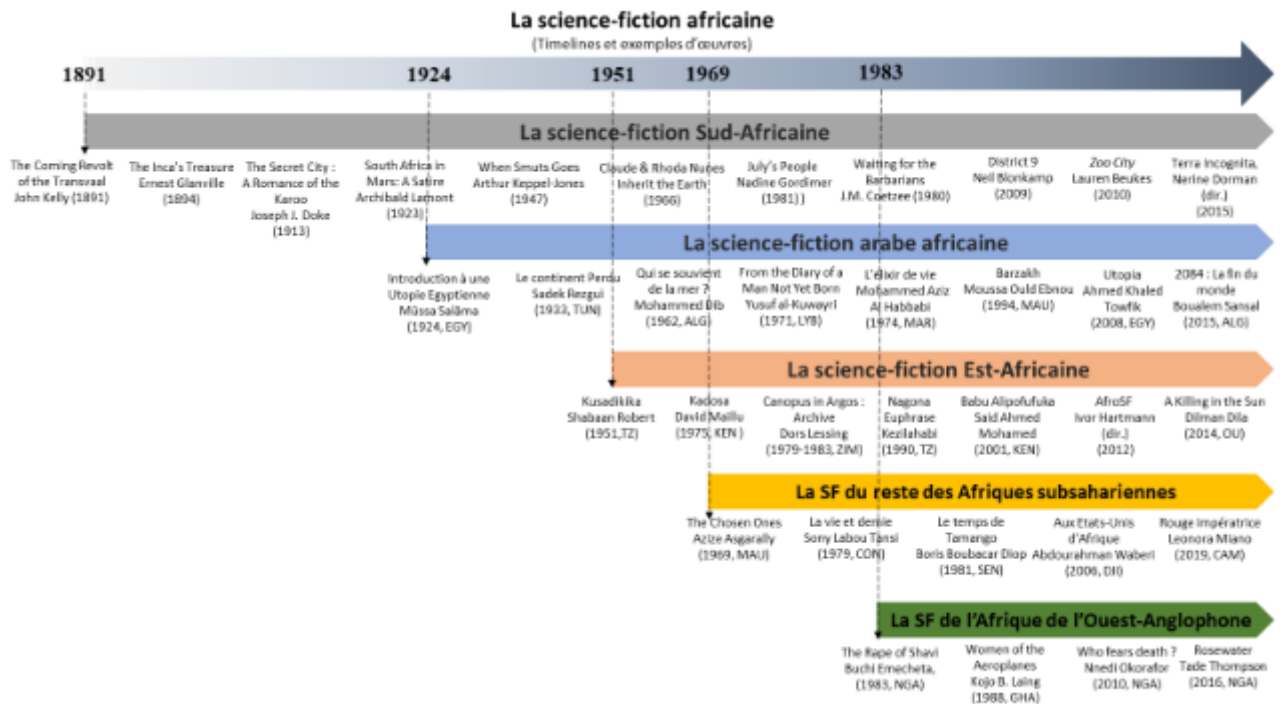 La science-fiction africaine
(Timelines et exemples d'œuvres)
1891
1924
1951
1969
1983
La science-fiction Sud-Africaine
The Coming Revolt
of the Transvaal
John Kelly (1891)
The Inca's Treasure
Ernest Glanville
(1894)
The Secret City :
A Romance of the
Karoo
Joseph J. Doke
(1913)
South Africa in
Mars: A Satire
Archibald Lamont
(1923)
When Smuts Goes
Arthur Keppel-Jones
(1947)
Claude & Rhoda Nunes
Inherit the Earth
(1966)
July's People
Nadine Gordimer
(1981) )
Waiting for the
Barbarians
J.M. Coetzee (1980)
District 9
Neil Blonkamp
(2009)
Zoo City
Lauren Beukes
(2010)
Terra Incognita,
Nerine Dorman
(dir.)
(2015)
La science-fiction arabe africaine
Introduction à une
Utopie Egyptienne
Mûssa Salâma
(1924, EGY)
Le continent Perdu
Sadek Rezgui
(1933, TUN)
Qui se souvient
de la mer ?
Mohammed Dib
(1962, ALG)
From the Diary of a
Man Not Yet Born
Yusuf al-Kuwayri
(1971, LYB)
L'élixir de vie
Mohammed Aziz
Al Habbabi
(1974, MAR)
Barzakh
Moussa Ould Ebnou
(1994, MAU)
Utopia
Ahmed Khaled
Towfik
(2008, EGY)
2084 : La fin du
monde
Boualem Sansal
(2015, ALG)
La science-fiction Est-Africaine
Kusadikika
Shabaan Robert
(1951,TZ)
Kadosa
David Maillu
(1975, KEN )
Canopus in Argos :
Archive
Dors Lessing
(1979-1983, ZIM)
Nagona
Euphrase
Kezilahabi
(1990, TZ)
Babu Alipofufuka
Said Ahmed
Mohamed
(2001, KEN)
AfroSF
Ivor Hartmann
(dir.)
(2012)
A Killing in the Sun
Dilman Dila
(2014, OU)
La SF du reste des Afriques subsahariennes
The Chosen Ones
Azize Asgarally
(1969, MAU)
La vie et demie
Sony Labou Tansi
(1979, CON)
Le temps de
Tamango
Boris Boubacar Diop
(1981, SEN)
Aux Etats-Unis
d'Afrique
Abdourahman Waberi
(2006, DJI)
Rouge impératrice
Leonora Miano
(2019, CAM)
La SF de l'Afrique de l'Ouest-Anglophone
The Rape of Shavi
Buchi Emecheta,
(1983, NGA)
Women of the
Aeroplanes
Kojo B. Laing
(1988, GHA)
Who fears death ?
Nnedi Okorafor
(2010, NGA)
Rosewater
Tade Thompson
(2016, NGA)